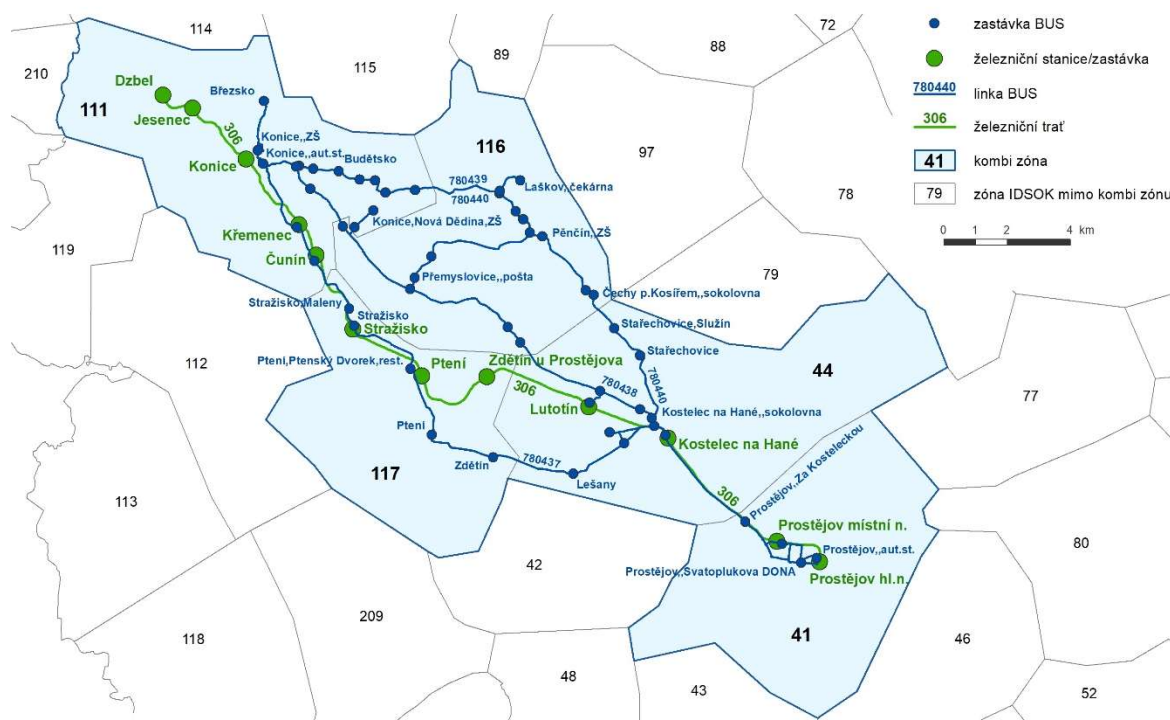 114
72
88
89
115
210
78
111
116
97
119
79
112
44
77
113
117
80
42
118
209
48
43
41
46
52
Dzbel
Jesenec
306
Březsko
Konice,,ZŠ
Konice,,aut.st.
Budětsko
Konice
780439
780440
Laškov,,čekárna
Konice,Nová Dědina,ZŠ
Pěnčín,,ZŠ
Křemenec
Čunín
Přemyslovice,,pošta
Čechy p.Kosířem,,sokolovna
Stražisko,Maleny
Stražisko
Stražisko
Stařechovice,Služín
Stařechovice
Ptení,Ptenský Dvorek,rest.
Ptení
Zdětín u Prostějova
306
780438
780440
Lutotín
Kostelec na Hané,,sokolovna
Kostelec na Hané
Ptení
Zdětín
780437
Lešany
306
Prostějov,,Za Kosteleckou
Prostějov místní n.
Prostějov,,aut.st.
Prostějov,,Svatoplukova DONA
Prostějov hl.n.
zastávka BUS
železniční stanice/zastávka
780440 linka BUS
306 železniční trať
41 kombi zóna
79 zóna IDSOK mimo kombi zónu
0 1 2 4 km